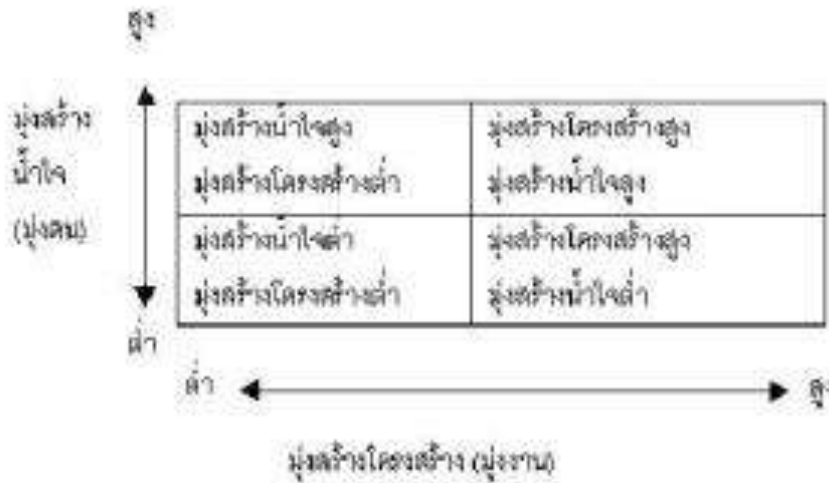 สูง
มุ่งสร้าง
น้ำใจ
(มุ่งคน)
มุ่งสร้างน้ำใจสูง
มุ่งสร้างโครงสร้างต่ำ
มุ่งสร้างโครงสร้างสูง
มุ่งสร้างน้ำใจสูง
มุ่งสร้างน้ำใจต่ำ
มุ่งสร้างโครงสร้างต่ำ
มุ่งสร้างโครงสร้างสูง
มุ่งสร้างน้ำใจต่ำ
ต่ำ
ต่ำ
สูง
มุ่งสร้างโครงสร้าง (มุ่งงาน)